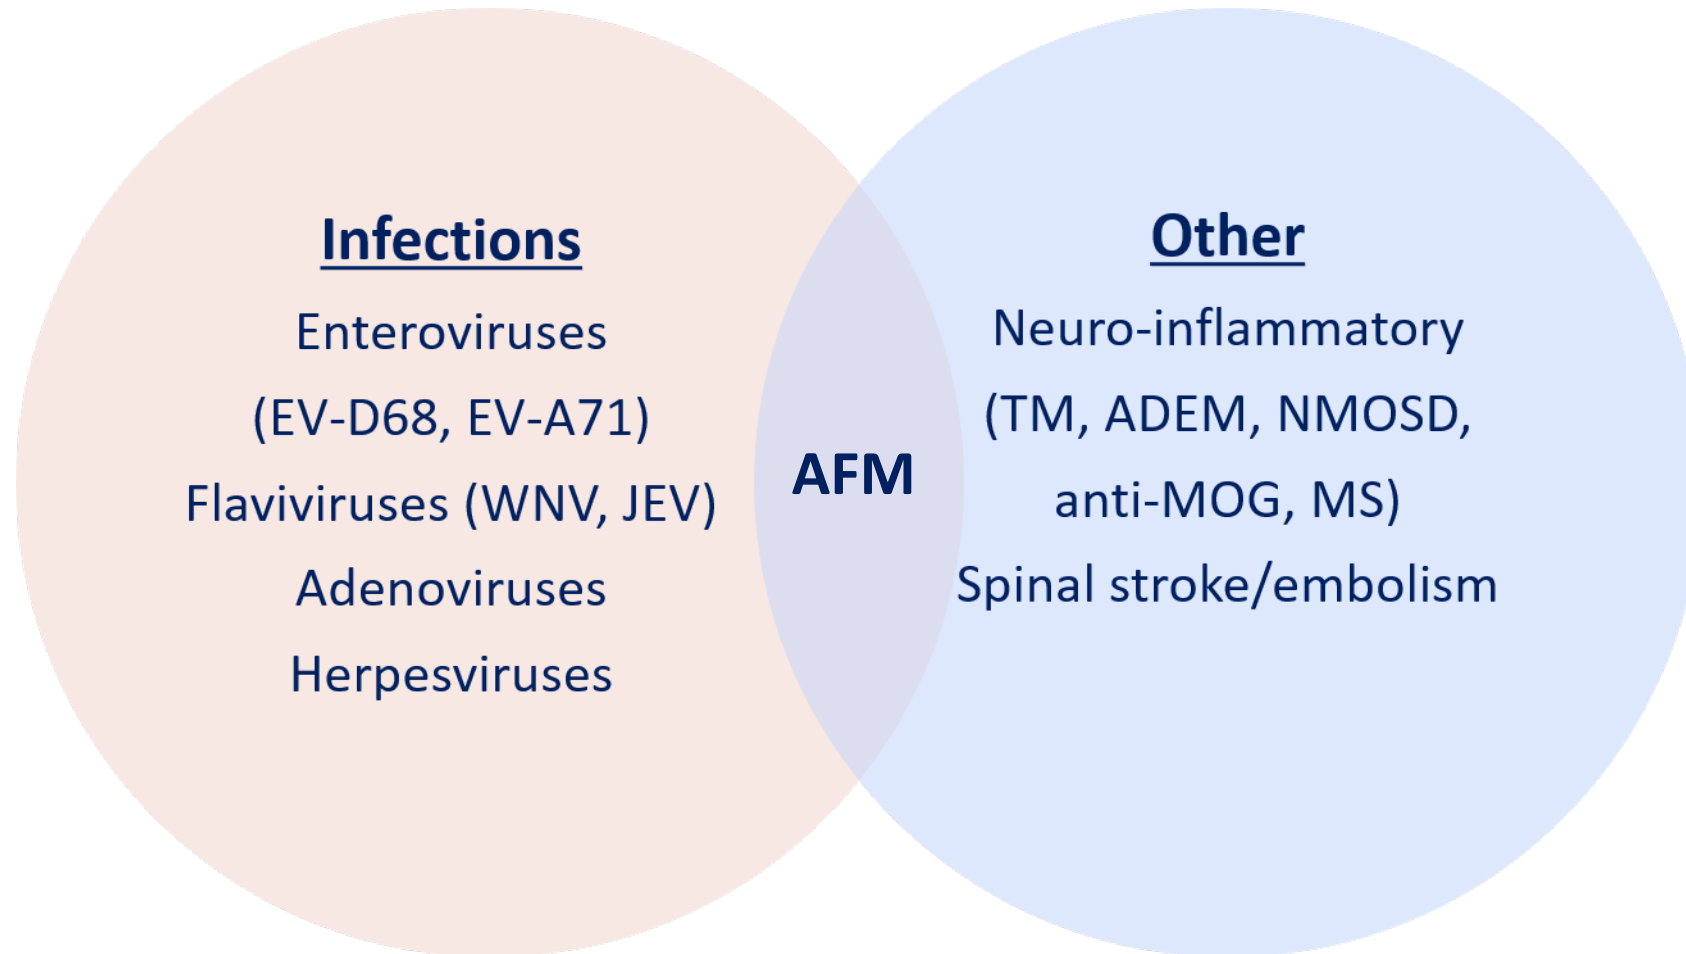 Infections
Enteroviruses
(EV-D68, EV-A71)
Flaviviruses (WNV, JEV)
Adenoviruses
Herpesviruses
AFM
Other
Neuro-inflammatory
(TM, ADEM, NMOSD,
anti-MOG, MS)
Spinal stroke/embolism